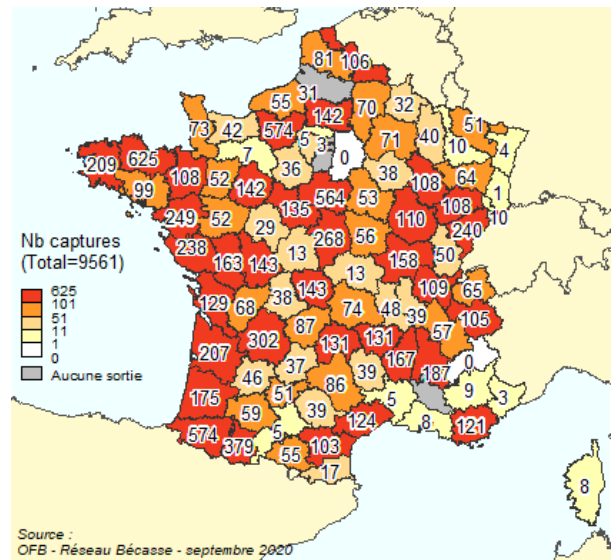 81 106
31
55 142 70 32
73 42 574 5 3 0 71 40 10 51 4
209 625 108 7 36 38 64 1
99 52 142 135 564 53 108 108 10
249 52 29 268 56 110 240
238 163 143 13 158 50
129 68 38 143 13 109 65
207 302 87 74 48 39 57 105
131 131 167 187 0
46 37 39
175 59 51 86 5 9 3
574 379 5 39 124 8 121
55 103
17
8
Nb captures
(Total=9561)
625
101
51
11
1
0
Aucune sortie
Source :
OFB - Réseau Bécasse - septembre 2020